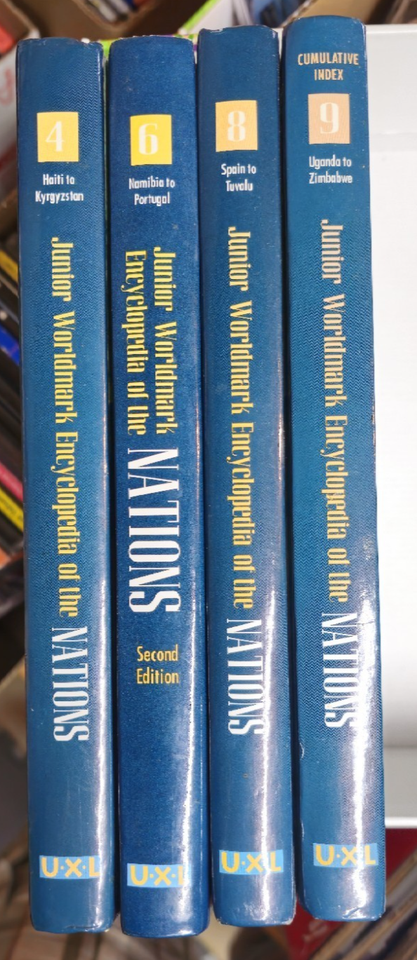 4
Haiti to
Kyrgyzstan
Junior Worldmark Encyclopedia of the NATIONS
U·X·L
6
Namibia to
Portugal
Junior Worldmark
Encyclopedia of the NATIONS
Second
Edition
U·X·L
8
Spain to
Tuvalu
Junior Worldmark Encyclopedia of the NATIONS
U·X·L
CUMULATIVE
INDEX
9
Uganda to
Zimbabwe
Junior Worldmark Encyclopedia of the NATIONS
U·X·L